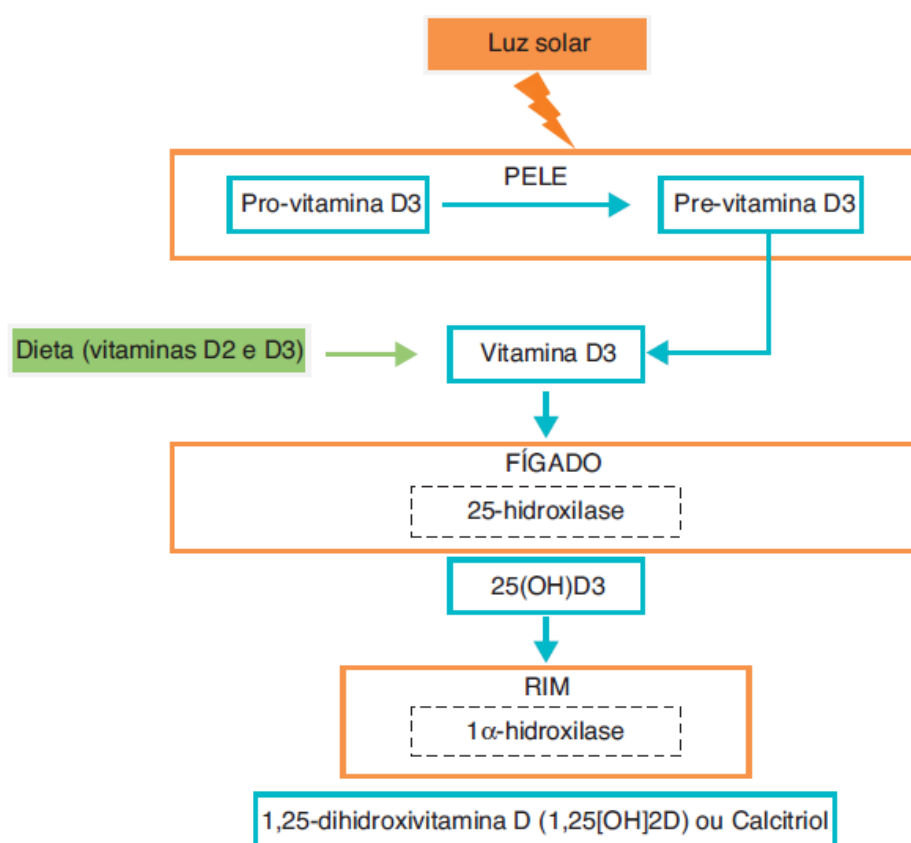 Luz solar
PELE
Pro-vitamina D3
Pre-vitamina D3
Dieta (vitaminas D2 e D3)
Vitamina D3
FÍGADO
25-hidroxilase
25(OH)D3
RIM
1α-hidroxilase
1,25-dihidroxivitamina D (1,25[OH]2D) ou Calcitriol